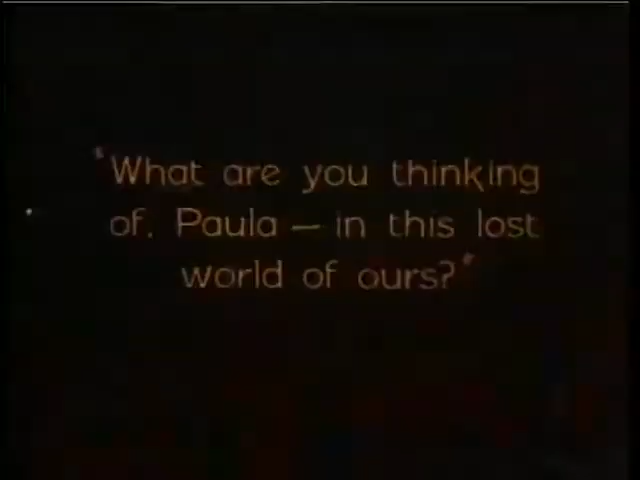 "What are you thinking
of, Paula — in this lost
world of ours?"